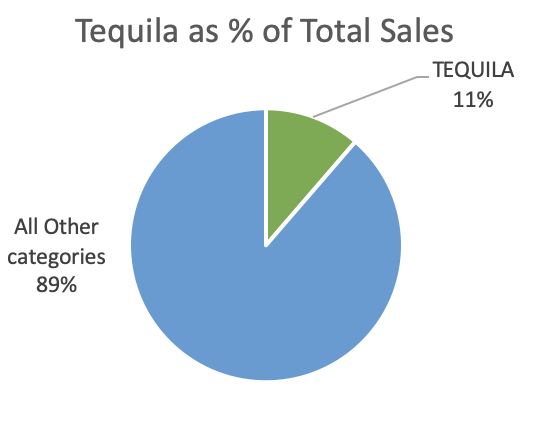 Tequila as % of Total Sales
TEQUILA
11%
All Other
categories
89%